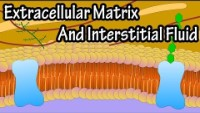 Extracellular Matrix
And Interstitial Fluid